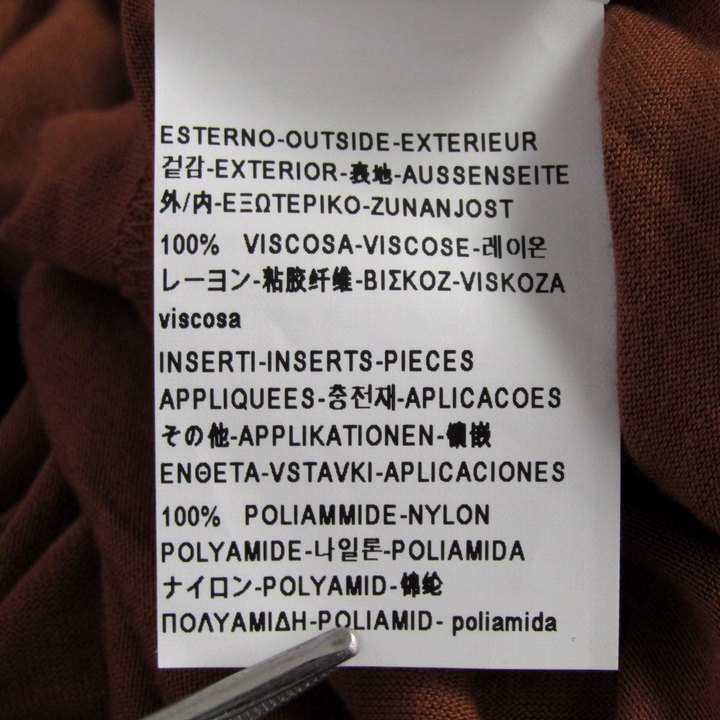 ESTERNO-OUTSIDE-EXTERIEUR
겉감-EXTERIOR-表地-AUSSENSEITE
外/内-ΕΞΩΤΕΡΙΚΟ-ZUNANJOST
100% VISCOSA-VISCOSE-레이온
レーヨン-粘胶纤维-ΒΙΣΚΟΖ-VISKOZA
viscosa
INSERTI-INSERTS-PIECES
APPLIQUEES-충전재-APLICACOES
その他-APPLIKATIONEN-镶嵌
ΕΝΘΕΤΑ-VSTAVKI-APLICACIONES
100% POLIAMMIDE-NYLON
POLYAMIDE-나일론-POLIAMIDA
ナイロン-POLYAMID-锦纶
ΠΟΛΥΑΜΙΔΗ-POLIAMID- poliamida